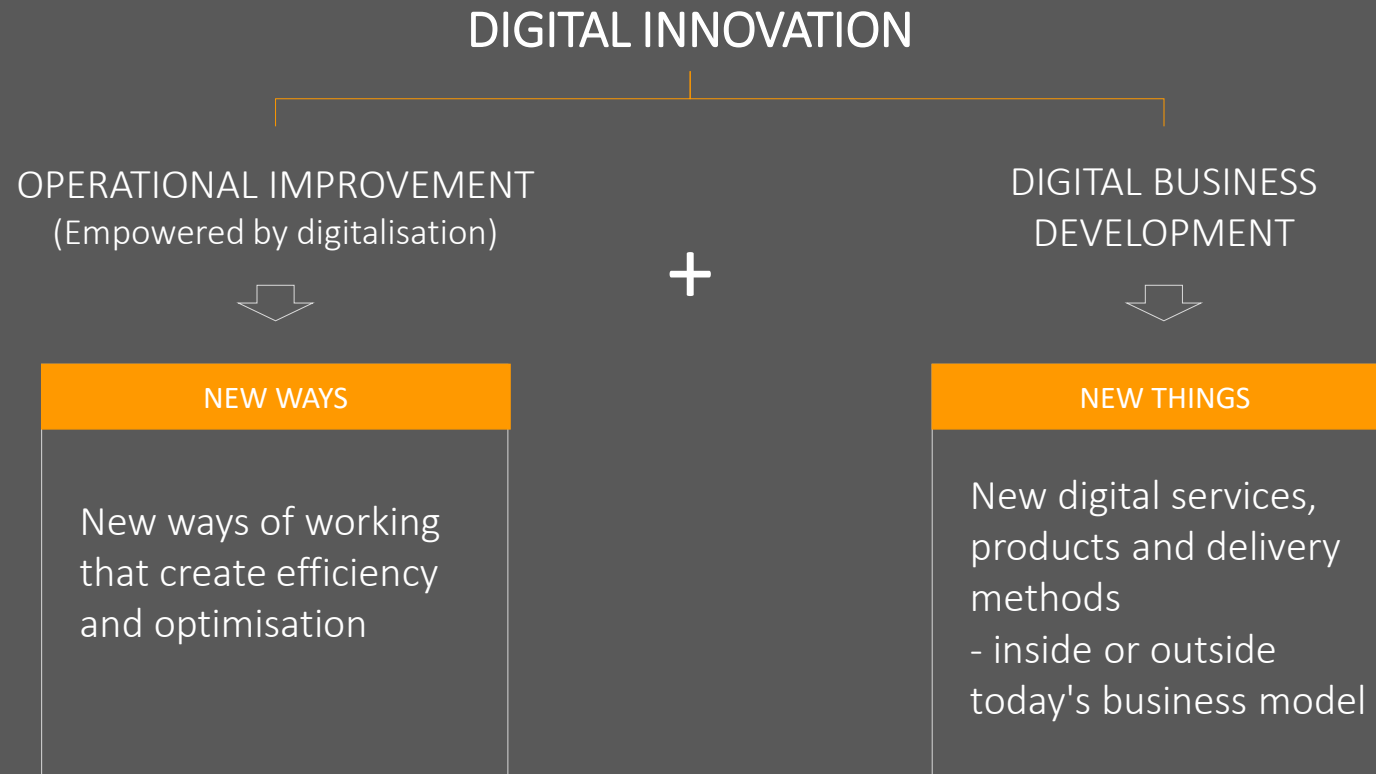 DIGITAL INNOVATION
OPERATIONAL IMPROVEMENT
(Empowered by digitalisation)
+
DIGITAL BUSINESS
DEVELOPMENT
NEW WAYS
New ways of working
that create efficiency
and optimisation
NEW THINGS
New digital services,
products and delivery
methods
- inside or outside
today's business model